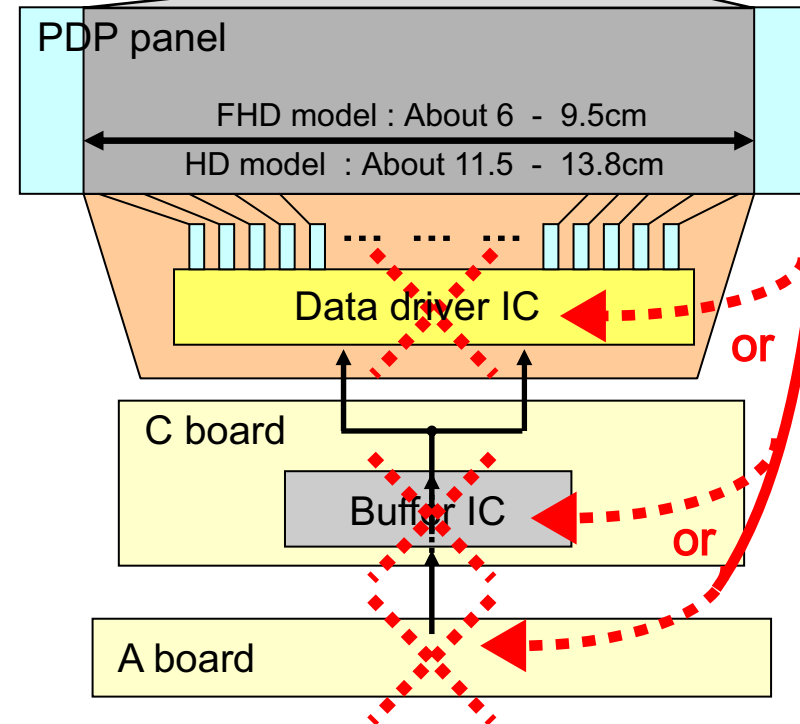 PDP panel
FHD model : About 6 - 9.5cm
HD model : About 11.5 - 13.8cm
... ... ...
Data driver IC
or
C board
Buffer IC
or
A board